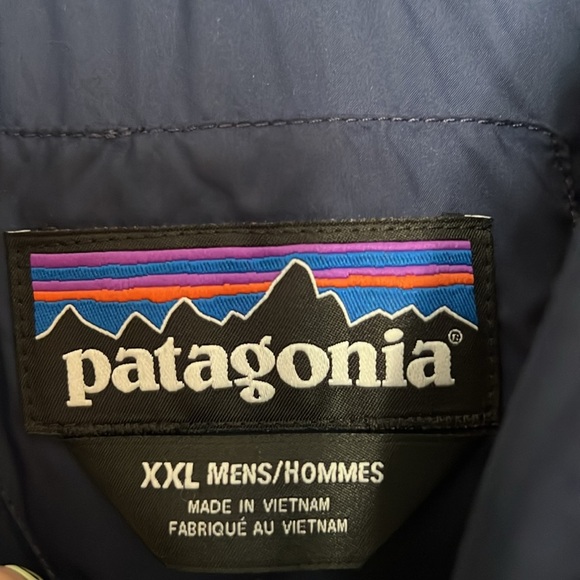 patagonia®
XXL MENS/HOMMES
MADE IN VIETNAM
FABRIQUÉ AU VIETNAM